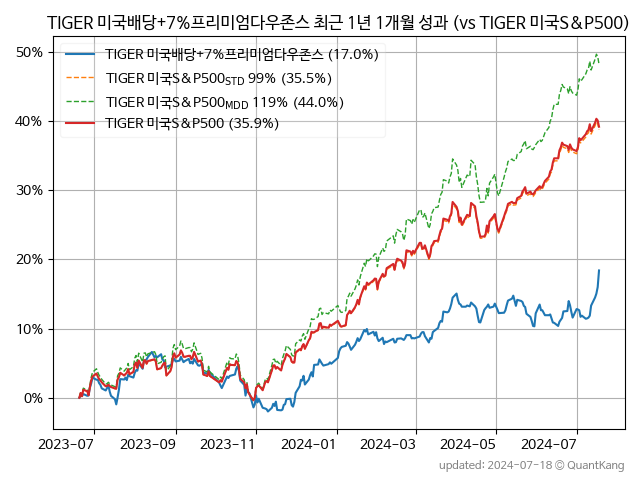 TIGER 미국배당+7%프리미엄다우존스 최근 1년 1개월 성과 (vs TIGER 미국S&P500)
TIGER 미국배당+7%프리미엄다우존스 (17.0%)
TIGER 미국S&P500STD 99% (35.5%)
TIGER 미국S&P500MDD 119% (44.0%)
TIGER 미국S&P500 (35.9%)
50%
40%
30%
20%
10%
0%
2023-07 2023-09 2023-11 2024-01 2024-03 2024-05 2024-07
updated: 2024-07-18 © QuantKang